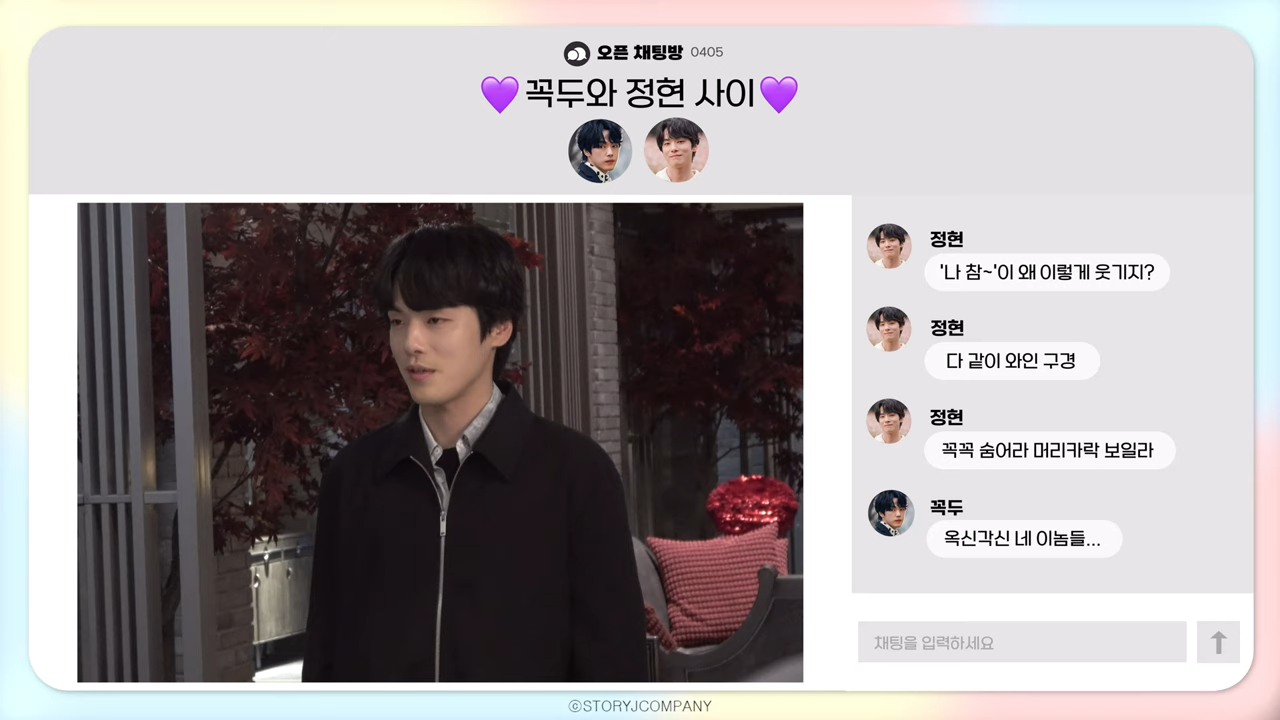 오픈 채팅방 0405
💜꼭두와 정현 사이💜
정현
'나 참~'이 왜 이렇게 웃기지?
정현
다 같이 와인 구경
정현
꼭꼭 숨어라 머리카락 보일라
꼭두
옥신각신 네 이놈들...
채팅을 입력하세요
ⓒSTORYJCOMPANY